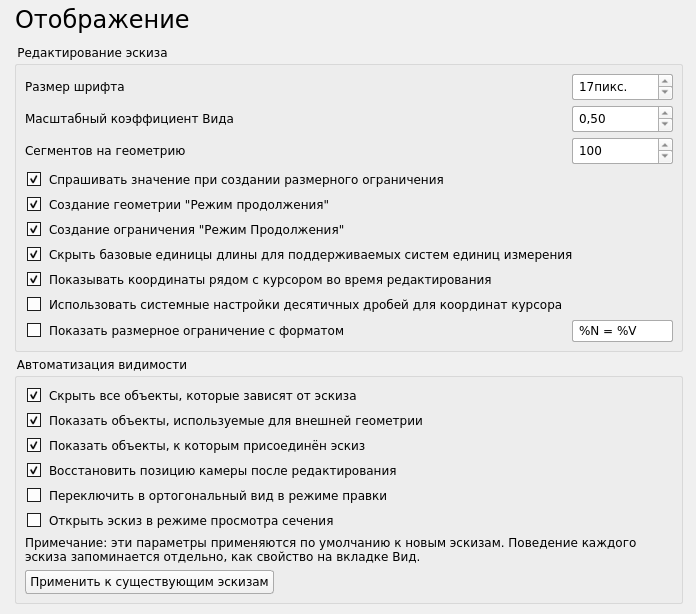 Отображение
Редактирование эскиза
Размер шрифта 17пикс.
Масштабный коэффициент Вида 0,50
Сегментов на геометрию 100
Спрашивать значение при создании размерного ограничения
Создание геометрии "Режим продолжения"
Создание ограничения "Режим Продолжения"
Скрыть базовые единицы длины для поддерживаемых систем единиц измерения
Показывать координаты рядом с курсором во время редактирования
Использовать системные настройки десятичных дробей для координат курсора
Показать размерное ограничение с форматом %N = %V
Автоматизация видимости
Скрыть все объекты, которые зависят от эскиза
Показать объекты, используемые для внешней геометрии
Показать объекты, к которым присоединён эскиз
Восстановить позицию камеры после редактирования
Переключить в ортогональный вид в режиме правки
Открыть эскиз в режиме просмотра сечения
Примечание: эти параметры применяются по умолчанию к новым эскизам. Поведение каждого
эскиза запоминается отдельно, как свойство на вкладке Вид.
Применить к существующим эскизам